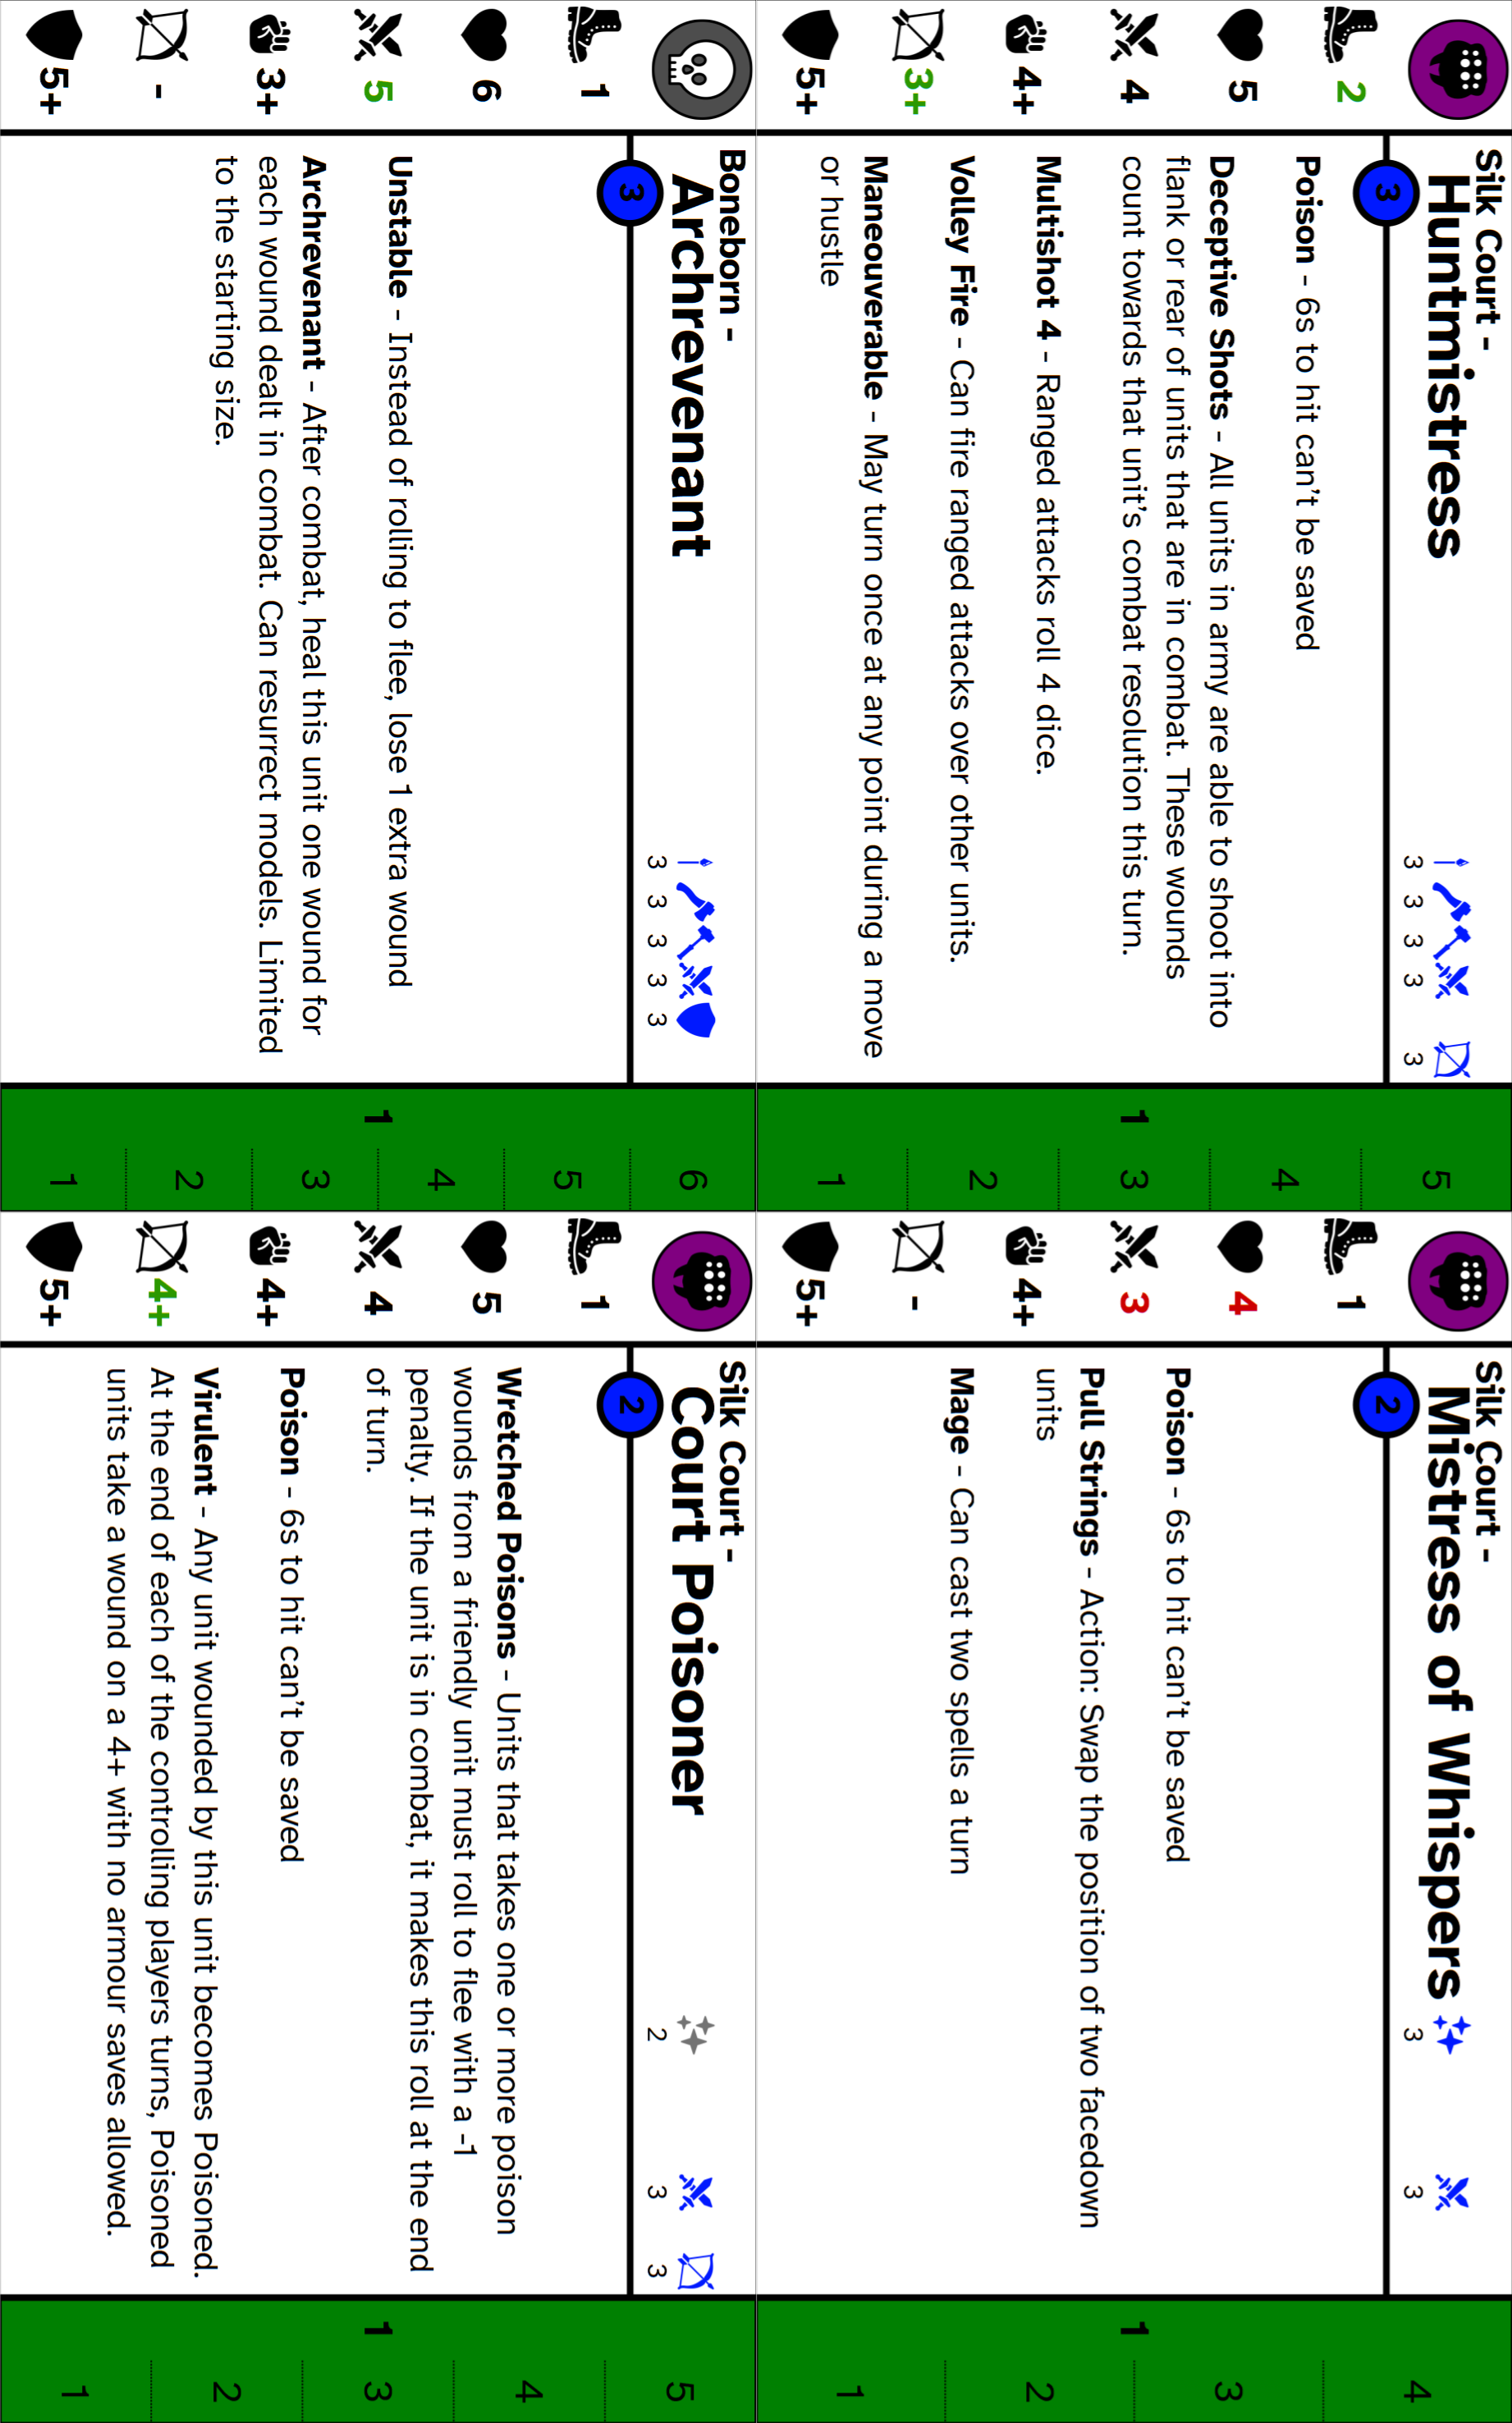 Silk Court -
Huntmistress
3
3 3 3 3 3
2
5
4
4+
3+
5+
Poison - 6s to hit can't be saved
Deceptive Shots - All units in army are able to shoot into
flank or rear of units that are in combat. These wounds
count towards that unit's combat resolution this turn.
Multishot 4 - Ranged attacks roll 4 dice.
Volley Fire - Can fire ranged attacks over other units.
Maneouverable - May turn once at any point during a move
or hustle
1
5
4
3
2
1
Silk Court -
Mistress of Whispers
2
3 3
1
4
3
4+
-
5+
Poison - 6s to hit can't be saved
Pull Strings - Action: Swap the position of two facedown
units
Mage - Can cast two spells a turn
1
4
3
2
1
Boneborn -
Archrevenant
3
3 3 3 3 3
1
6
5
3+
-
5+
Unstable - Instead of rolling to flee, lose 1 extra wound
Archrevenant - After combat, heal this unit one wound for
each wound dealt in combat. Can resurrect models. Limited
to the starting size.
1
6
5
4
3
2
1
Silk Court -
Court Poisoner
2
2 3 3
1
5
4
4+
4+
5+
Wretched Poisons - Units that takes one or more poison
wounds from a friendly unit must roll to flee with a -1
penalty. If the unit is in combat, it makes this roll at the end
of turn.
Poison - 6s to hit can't be saved
Virulent - Any unit wounded by this unit becomes Poisoned.
At the end of each of the controlling players turns, Poisoned
units take a wound on a 4+ with no armour saves allowed.
1
5
4
3
2
1